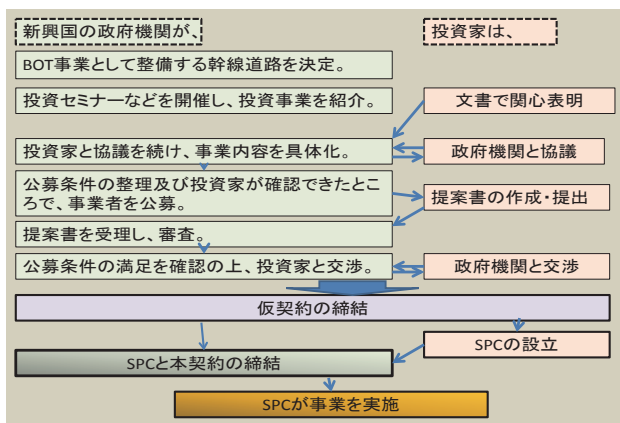 新興国の政府機関が、
投資家は、
BOT事業として整備する幹線道路を決定。
投資セミナーなどを開催し、投資事業を紹介。
文書で関心表明
投資家と協議を続け、事業内容を具体化。
政府機関と協議
公募条件の整理及び投資家が確認できたとこ
ろで、事業者を公募。
提案書の作成・提出
提案書を受理し、審査。
公募条件の満足を確認の上、投資家と交渉。
政府機関と交渉
仮契約の締結
SPCの設立
SPCと本契約の締結
SPCが事業を実施